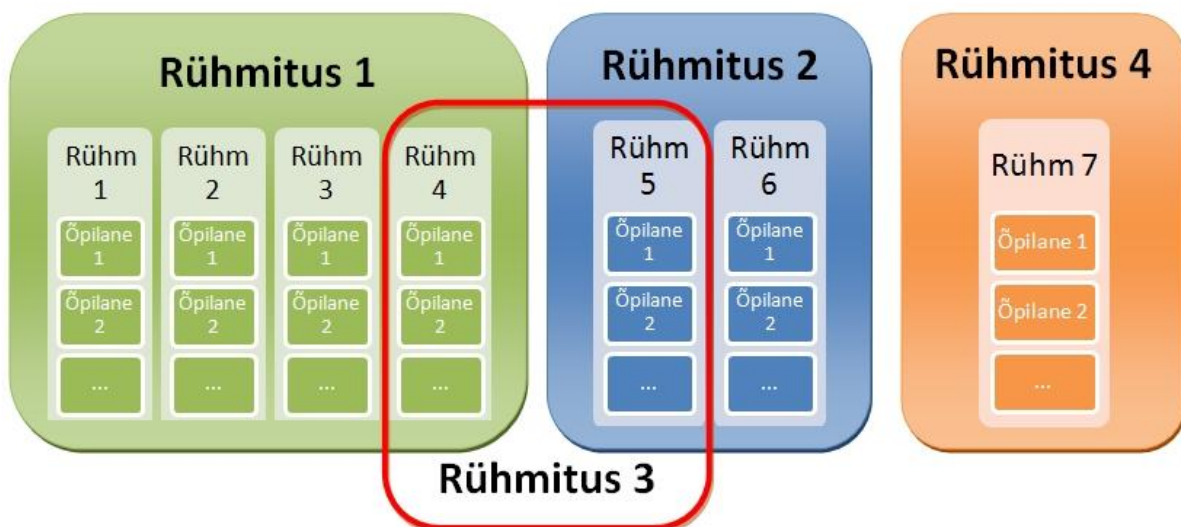 Rühmitus 1
Rühm
1
Õpilane
1
Õpilane
2
...
Rühm
2
Õpilane
1
Õpilane
2
...
Rühm
3
Õpilane
1
Õpilane
2
...
Rühm
4
Õpilane
1
Õpilane
2
...
Rühmitus 2
Rühm
5
Õpilane
1
Õpilane
2
...
Rühm
6
Õpilane
1
Õpilane
2
...
Rühmitus 3
Rühmitus 4
Rühm 7
Õpilane 1
Õpilane 2
...